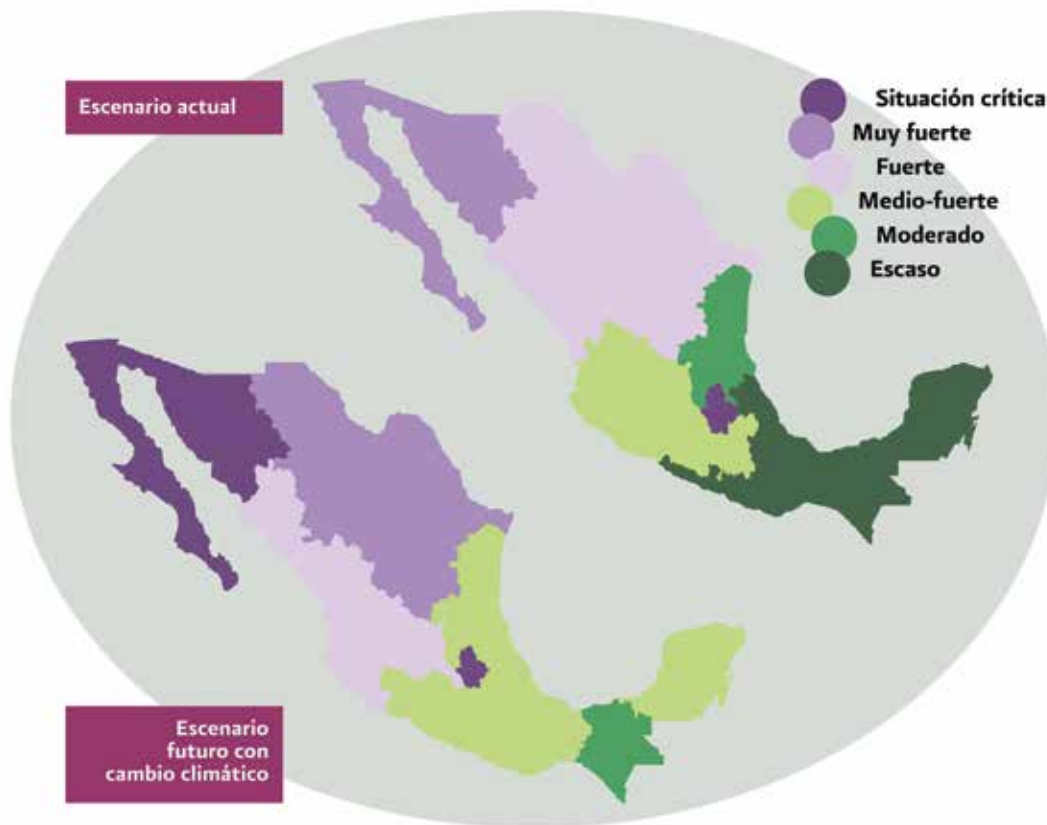 Escenario actual
Situación crítica
Muy fuerte
Fuerte
Medio-fuerte
Moderado
Escaso
Escenario
futuro con
cambio climático